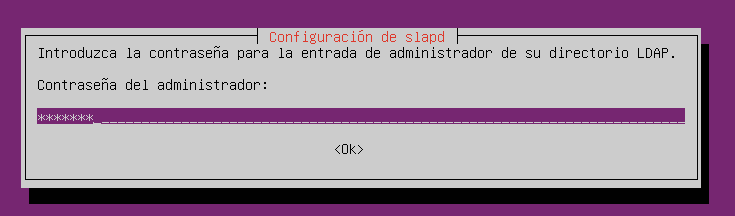 Configuración de slapd
Introduzca la contraseña para la entrada de administrador de su directorio LDAP.
Contraseña del administrador:
*******_
<Ok>